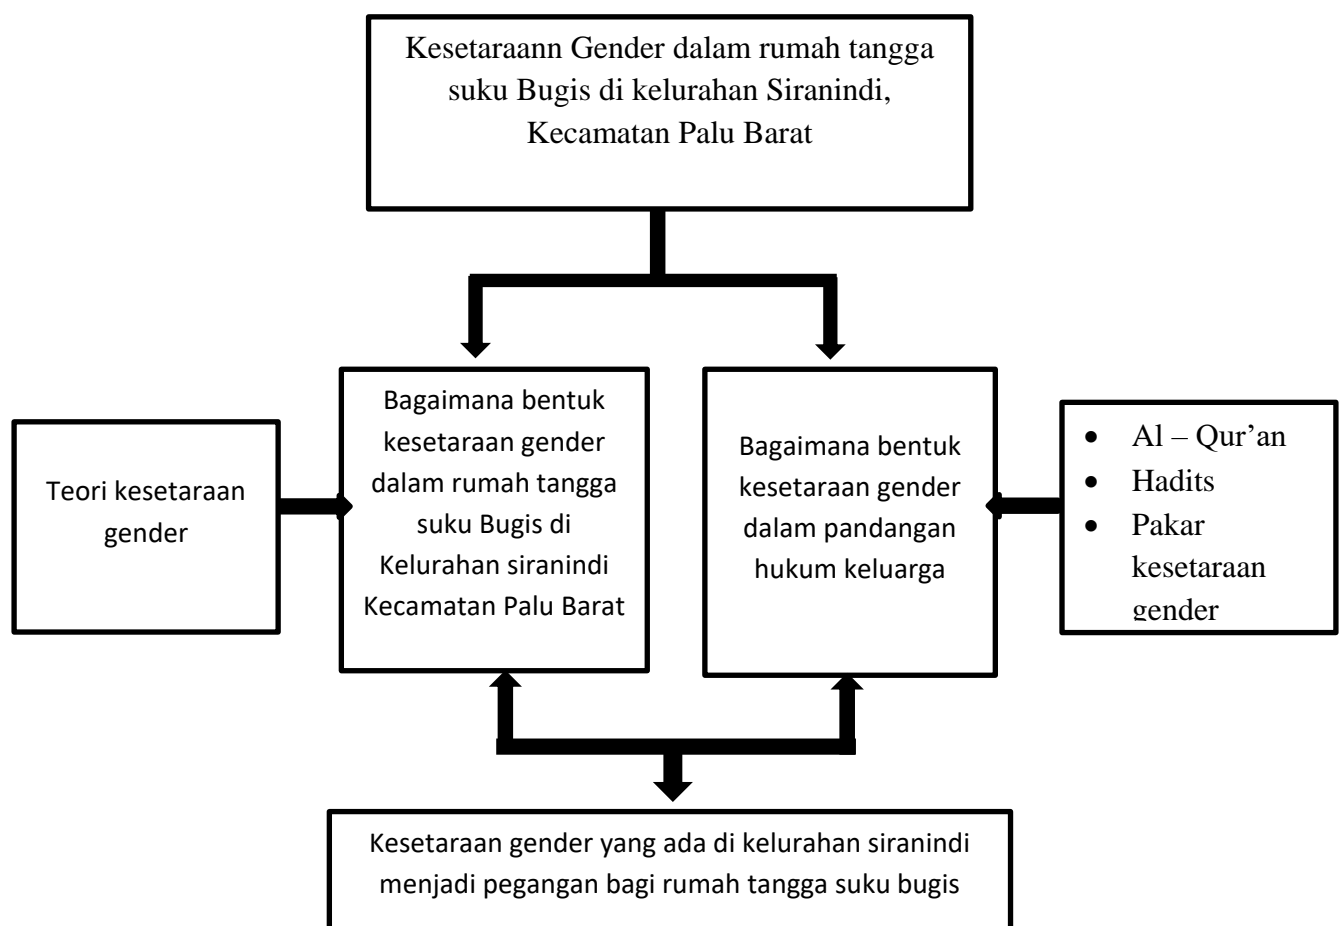 Kesetaraann Gender dalam rumah tangga
suku Bugis di kelurahan Siranindi,
Kecamatan Palu Barat
Teori kesetaraan
gender
Bagaimana bentuk
kesetaraan gender
dalam rumah tangga
suku Bugis di
Kelurahan siranindi
Kecamatan Palu Barat
Bagaimana bentuk
kesetaraan gender
dalam pandangan
hukum keluarga
• Al – Qur’an
• Hadits
• Pakar
kesetaraan
gender
Kesetaraan gender yang ada di kelurahan siranindi
menjadi pegangan bagi rumah tangga suku bugis